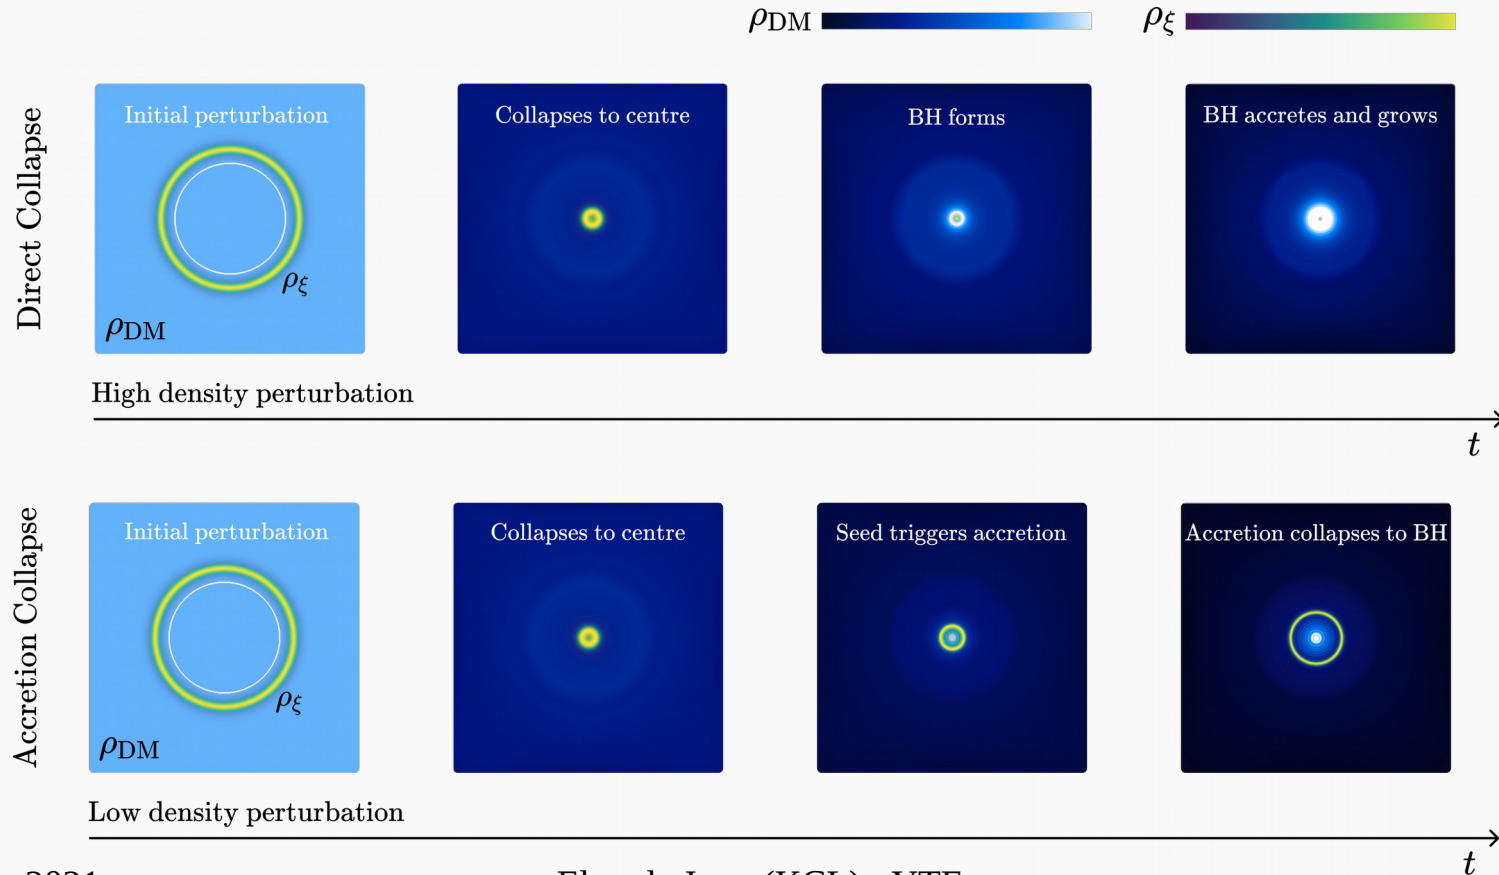 ρDM ρξ
Direct Collapse
Initial perturbation
ρξ
ρDM
Collapses to centre
BH forms
BH accretes and grows
High density perturbation
t
Accretion Collapse
Initial perturbation
ρξ
ρDM
Collapses to centre
Seed triggers accretion
Accretion collapses to BH
Low density perturbation
t